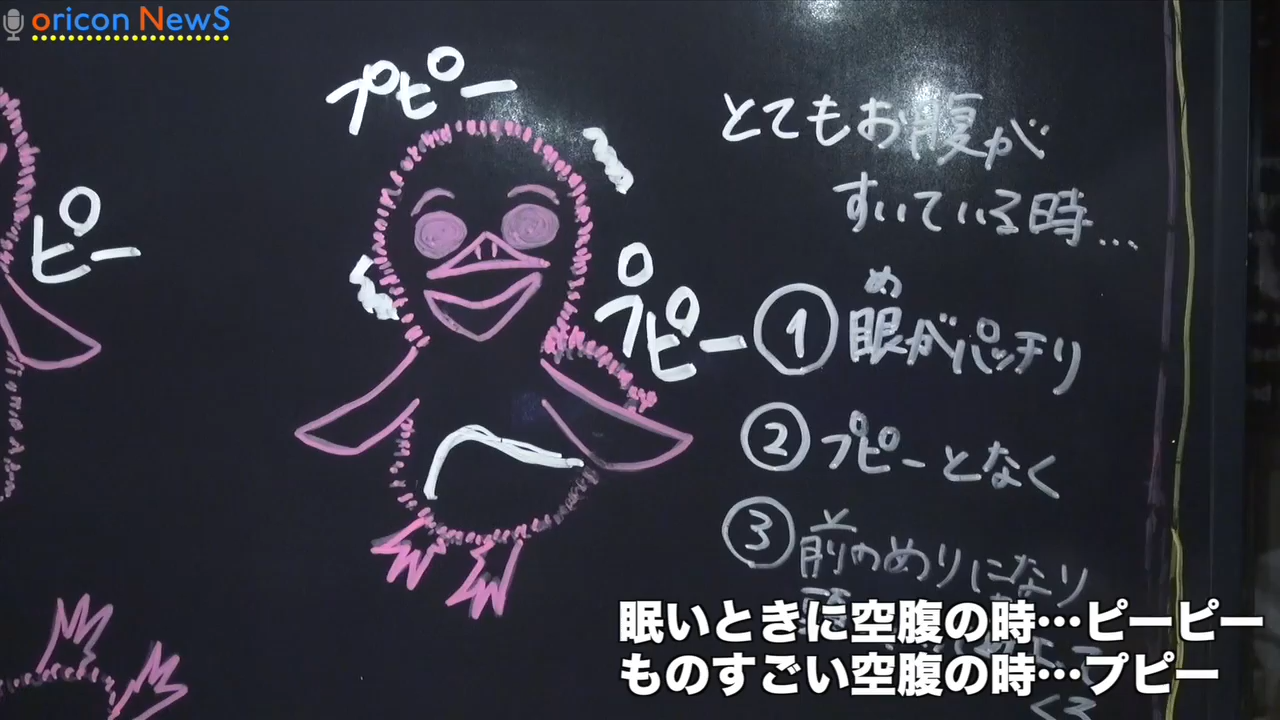 oricon NewS
プピー
ピー
プピー
とてもお腹が
すいている時...
め
①眼がパッチリ
②プピーとなく
③前のめりになり
くる
眠いときに空腹の時…ピーピー
ものすごい空腹の時…プピー